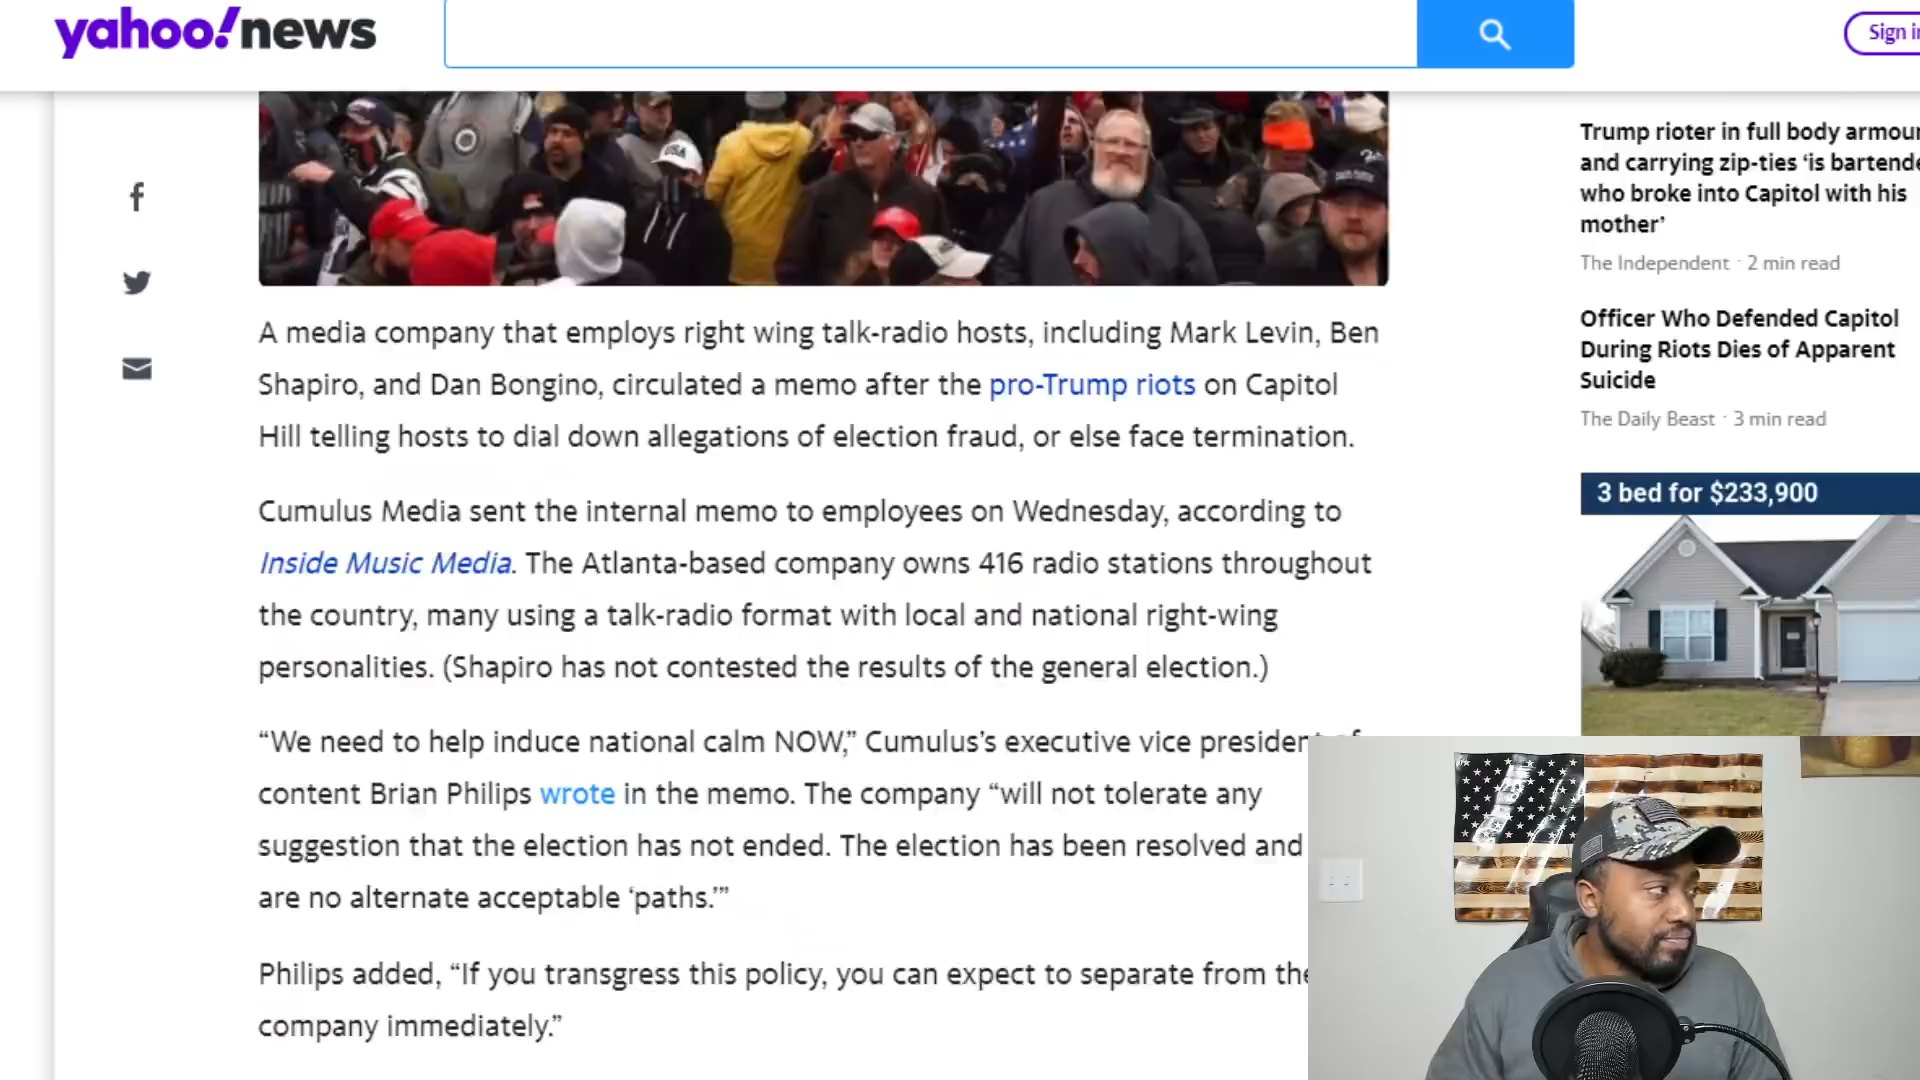 yahoo!news
Sign in
USA
A media company that employs right wing talk-radio hosts, including Mark Levin, Ben
Shapiro, and Dan Bongino, circulated a memo after the pro-Trump riots on Capitol
Hill telling hosts to dial down allegations of election fraud, or else face termination.
Cumulus Media sent the internal memo to employees on Wednesday, according to
Inside Music Media. The Atlanta-based company owns 416 radio stations throughout
the country, many using a talk-radio format with local and national right-wing
personalities. (Shapiro has not contested the results of the general election.)
“We need to help induce national calm NOW,” Cumulus’s executive vice president of
content Brian Philips wrote in the memo. The company “will not tolerate any
suggestion that the election has not ended. The election has been resolved and
are no alternate acceptable ‘paths.’”
Philips added, “If you transgress this policy, you can expect to separate from the
company immediately.”
Trump rioter in full body armour
and carrying zip-ties ‘is bartende
who broke into Capitol with his
mother’
The Independent · 2 min read
Officer Who Defended Capitol
During Riots Dies of Apparent
Suicide
The Daily Beast · 3 min read
3 bed for $233,900